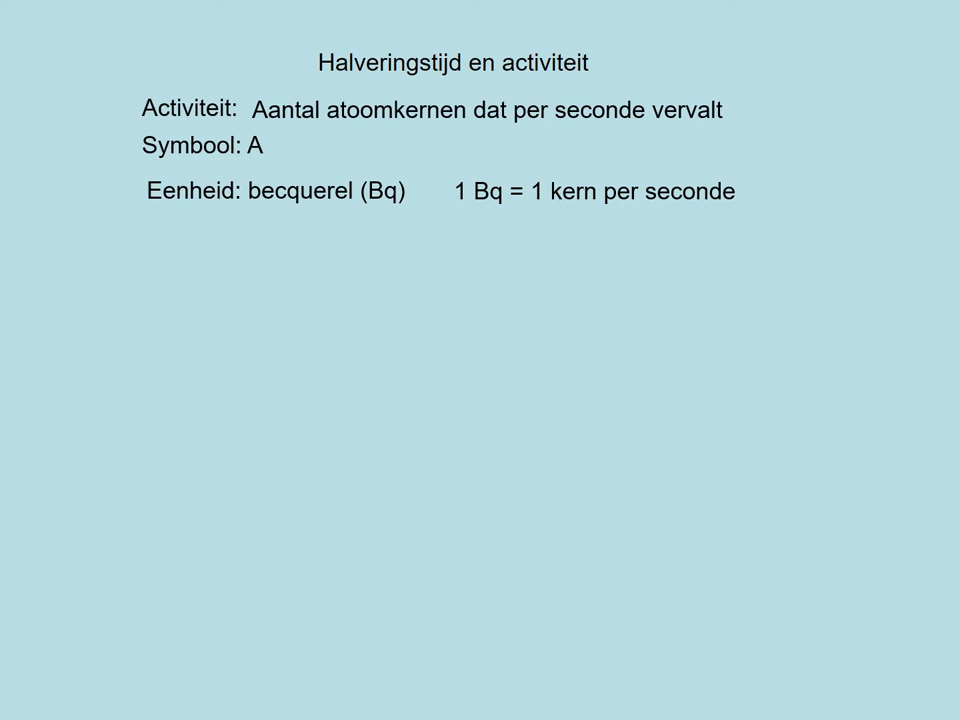 Halveringstijd en activiteit
Activiteit: Aantal atoomkernen dat per seconde vervalt
Symbool: A
Eenheid: becquerel (Bq) 1 Bq = 1 kern per seconde